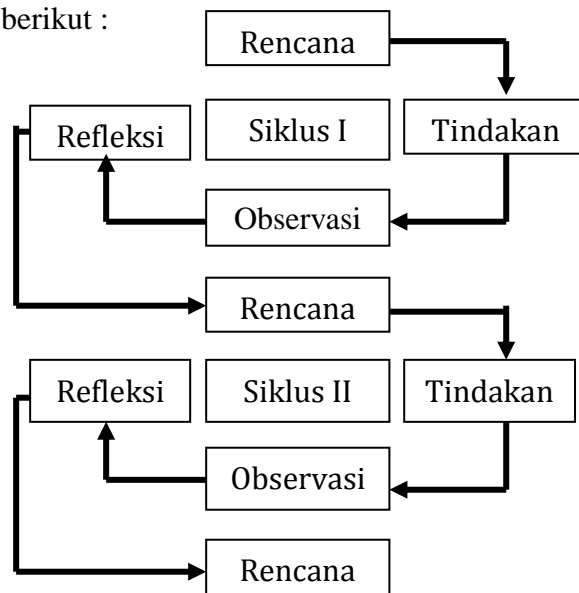 berikut :
Rencana
Refleksi Siklus I Tindakan
Observasi
Rencana
Refleksi Siklus II Tindakan
Observasi
Rencana